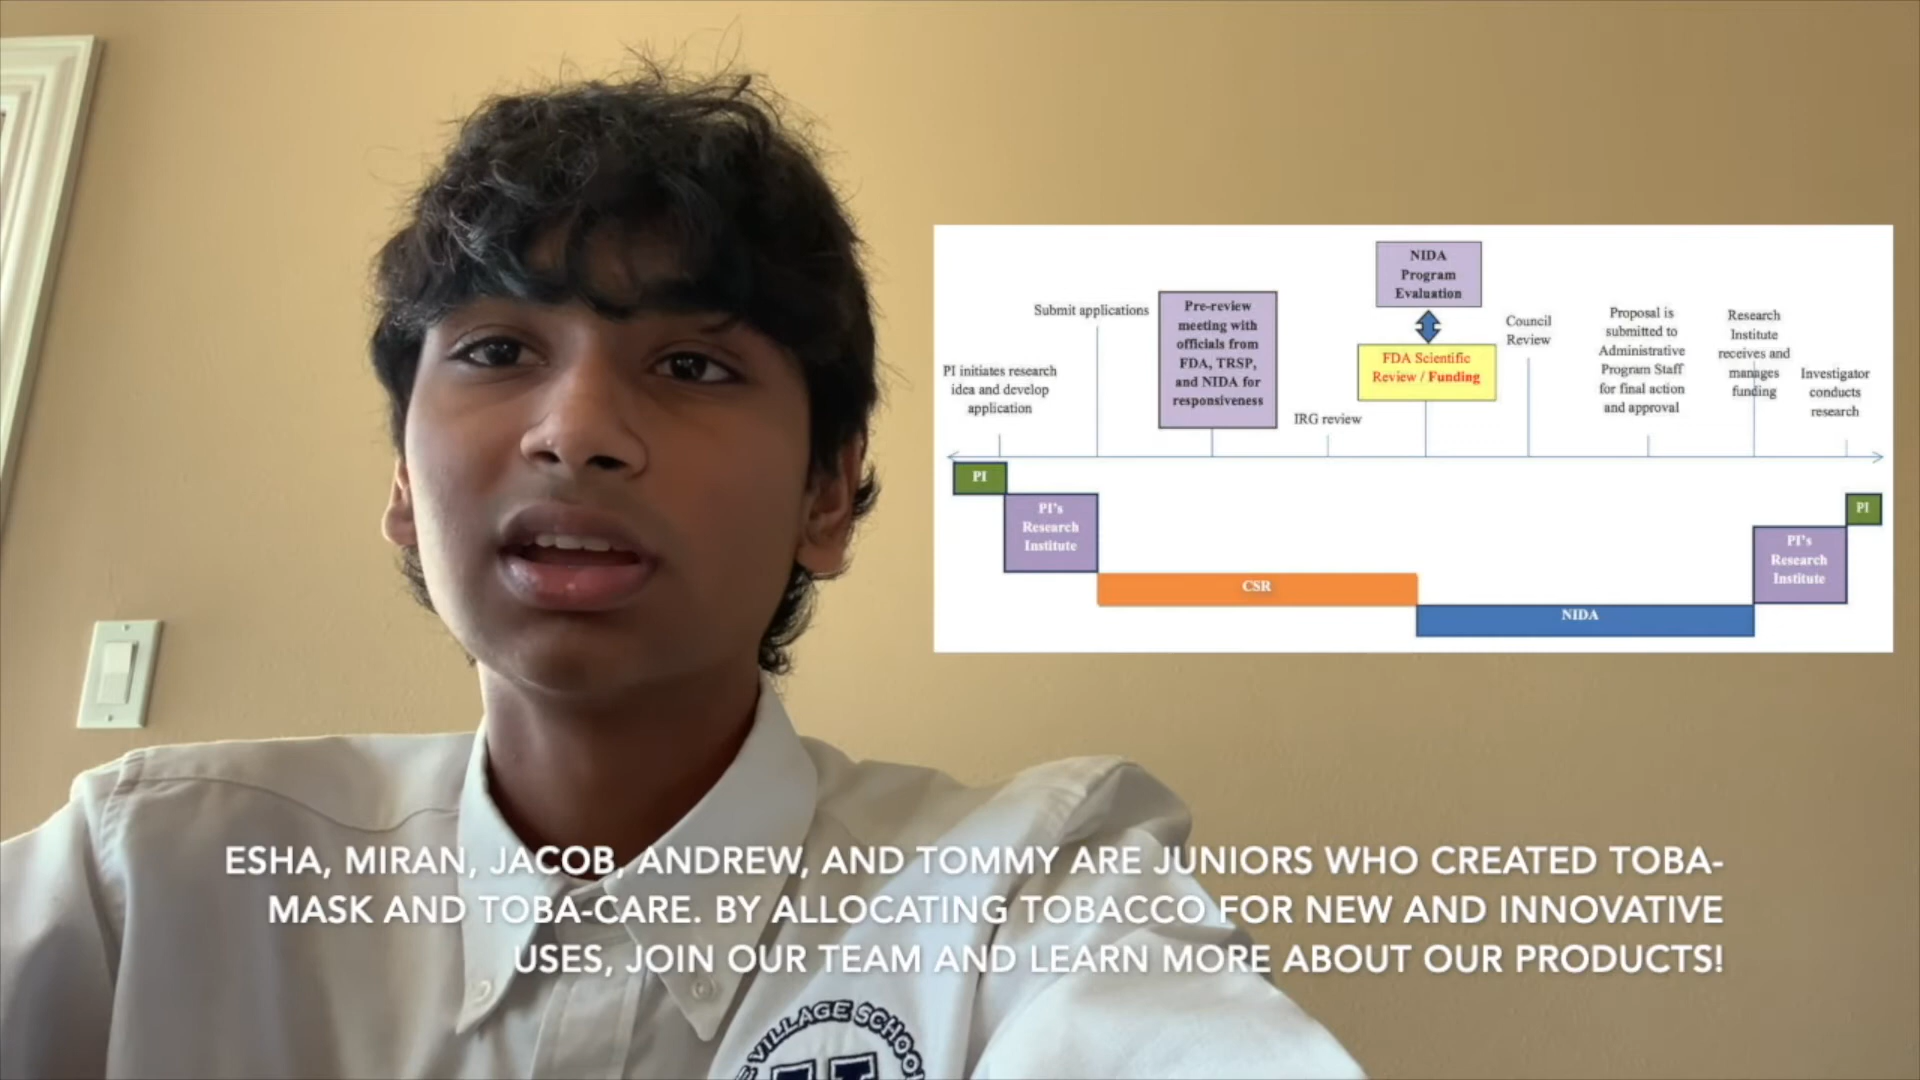 NIDA
Program
Evaluation
Submit applications
Pre-review
meeting with
officials from
FDA, TRSP,
and NIDA for
responsiveness
FDA Scientific
Review / Funding
Council
Review
Proposal is
submitted to
Administrative
Program Staff
for final action
and approval
Research
Institute
receives and
manages
funding
PI initiates research
idea and develop
application
IRG review
Investigator
conducts
research
PI
PI's
Research
Institute
CSR
NIDA
PI's
Research
Institute
PI
ESHA, MIRAN, JACOB, ANDREW, AND TOMMY ARE JUNIORS WHO CREATED TOBA-
MASK AND TOBA-CARE. BY ALLOCATING TOBACCO FOR NEW AND INNOVATIVE
USES, JOIN OUR TEAM AND LEARN MORE ABOUT OUR PRODUCTS!
VILLAGE SCHOOL